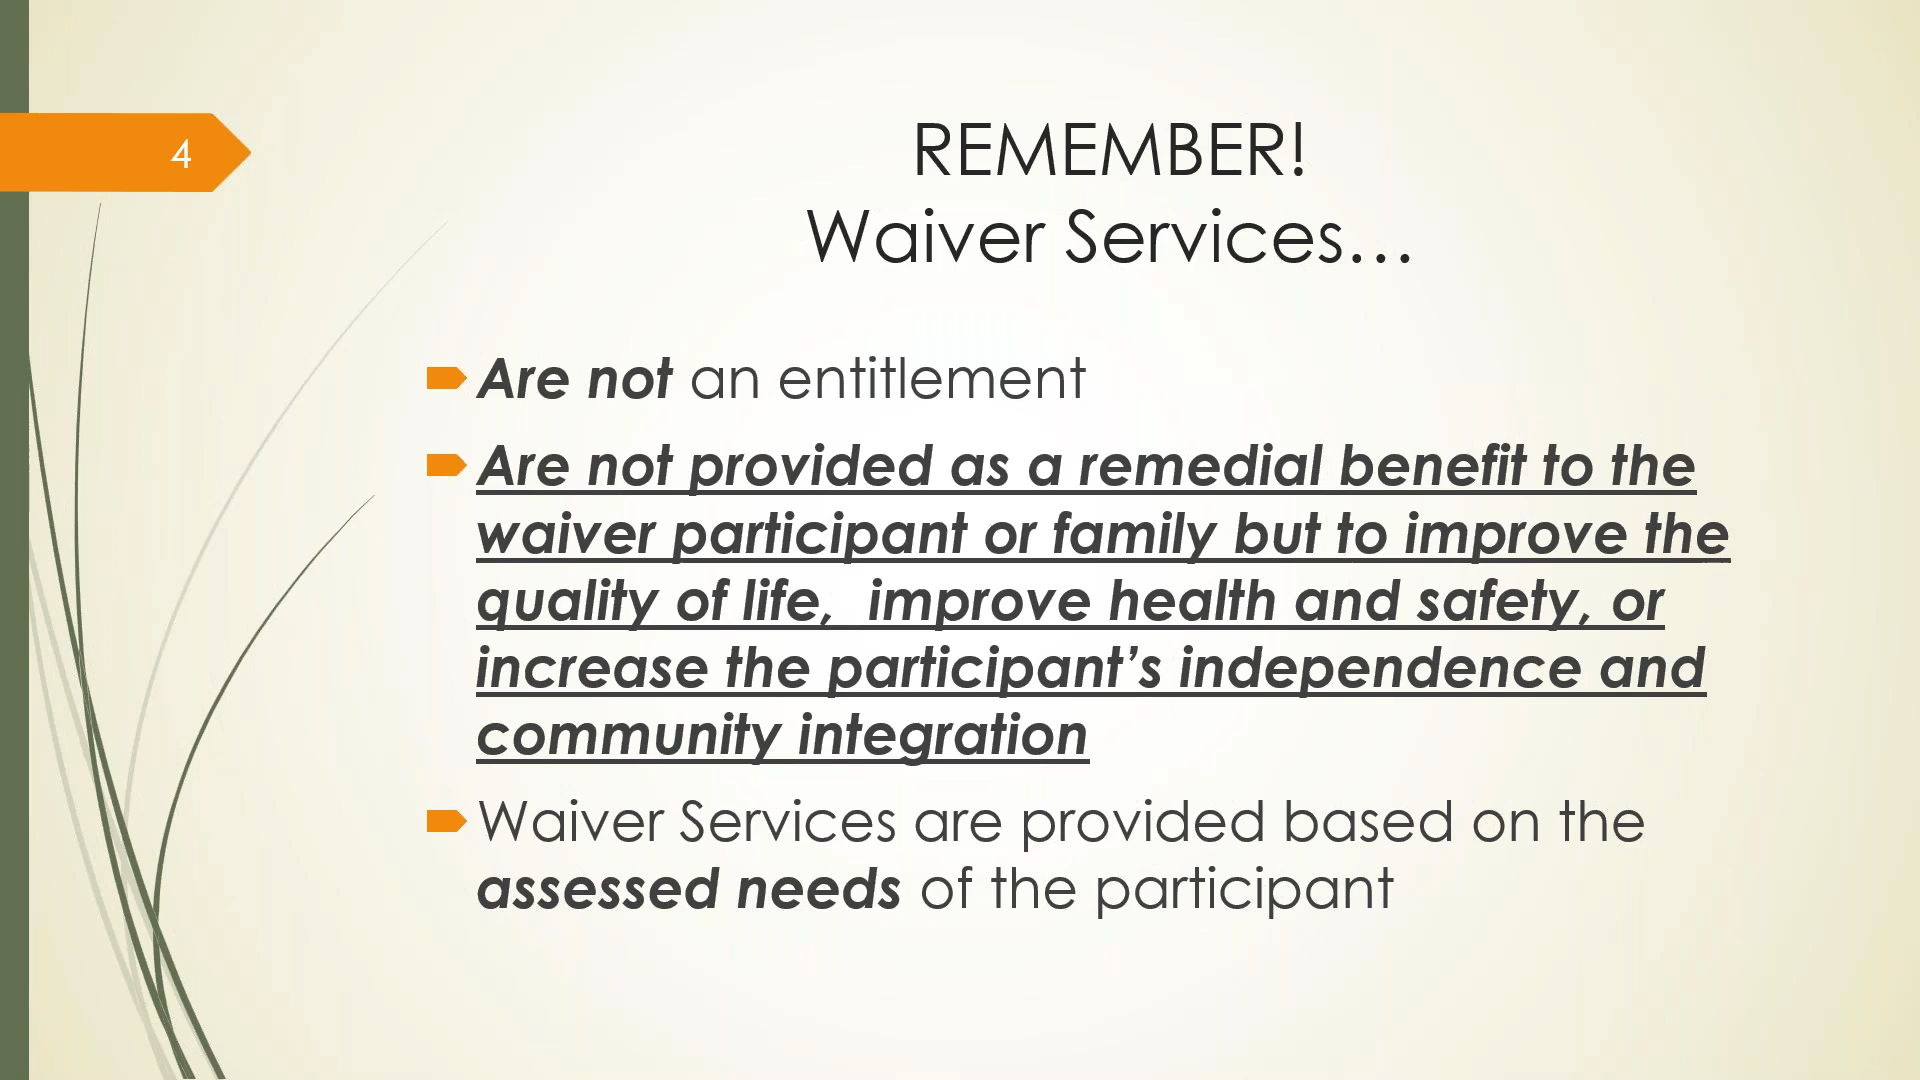 4
REMEMBER!
Waiver Services…
Are not an entitlement
Are not provided as a remedial benefit to the
waiver participant or family but to improve the
quality of life,  improve health and safety, or
increase the participant’s independence and
community integration
Waiver Services are provided based on the
assessed needs of the participant